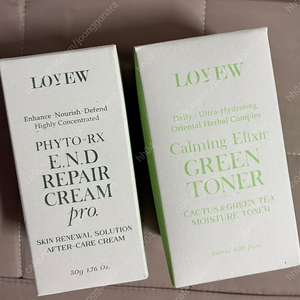 LOYEW
Enhance · Nourish · Defend
Highly Concentrated
PHYTO-RX
E.N.D
REPAIR
CREAM
pro.
SKIN RENEWAL SOLUTION
AFTER-CARE CREAM
50g 1.76 Oz.
LOYEW
Daily · Ultra-Hydrating
Oriental Herbal Complex
Calming Elixir
GREEN
TONER
CACTUS & GREEN TEA
MOISTURE TONER